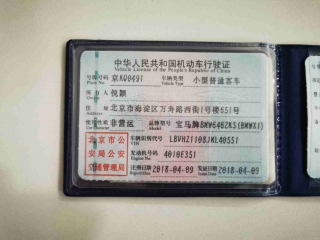 中华人民共和国机动车行驶证
Vehicle License of the People's Republic of China
号牌号码 京KQ0491 车辆类型 小型普通客车
Plate No. Vehicle Type
所有人 倪颖
Owner
住址 北京市海淀区万寿路西街1号楼651号
Address
使用性质 非营运 品牌型号 宝马牌BMW6462KS(BMWX1)
Use Character Model
北京市公
安局公安
交通管理局
车辆识别代号
VIN
发动机号码 4010E351
Engine No.
注册日期 2018-04-09 发证日期 2018-04-09
Register Date Issue Date